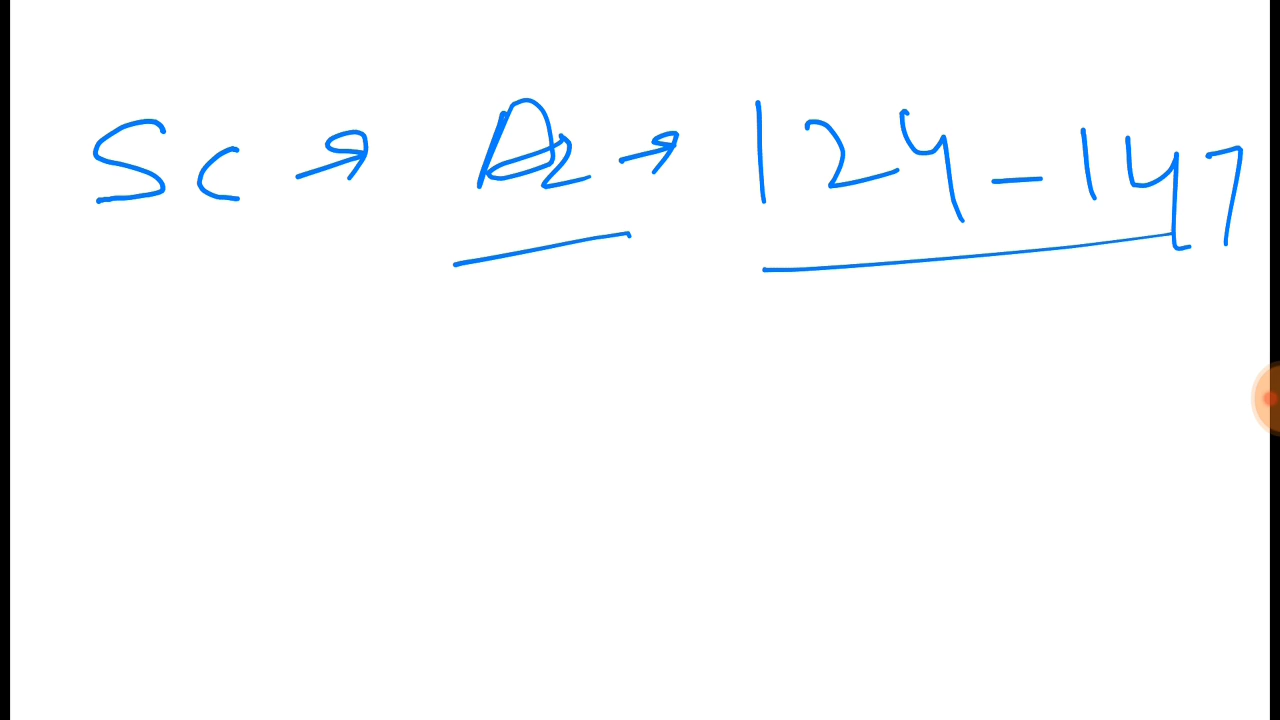 SC → A2 → 124-147